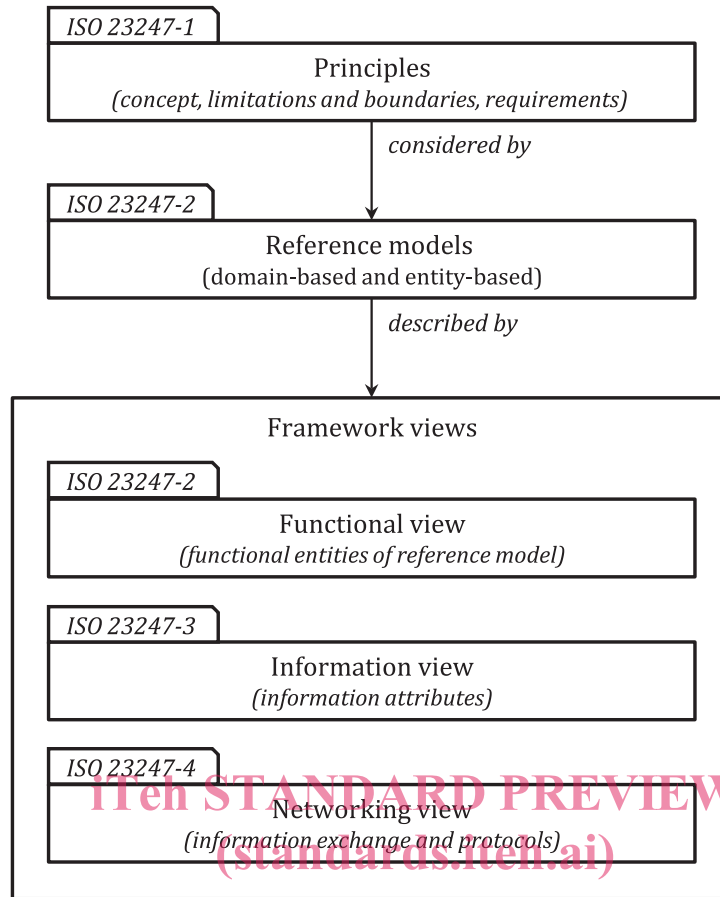 ISO 23247-1
Principles
(concept, limitations and boundaries, requirements)
considered by
ISO 23247-2
Reference models
(domain-based and entity-based)
described by
Framework views
ISO 23247-2
Functional view
(functional entities of reference model)
ISO 23247-3
Information view
(information attributes)
ISO 23247-4
iTeh STANDARD PREVIEW
Networking view
(information exchange and protocols)
(standards.iteh.ai)